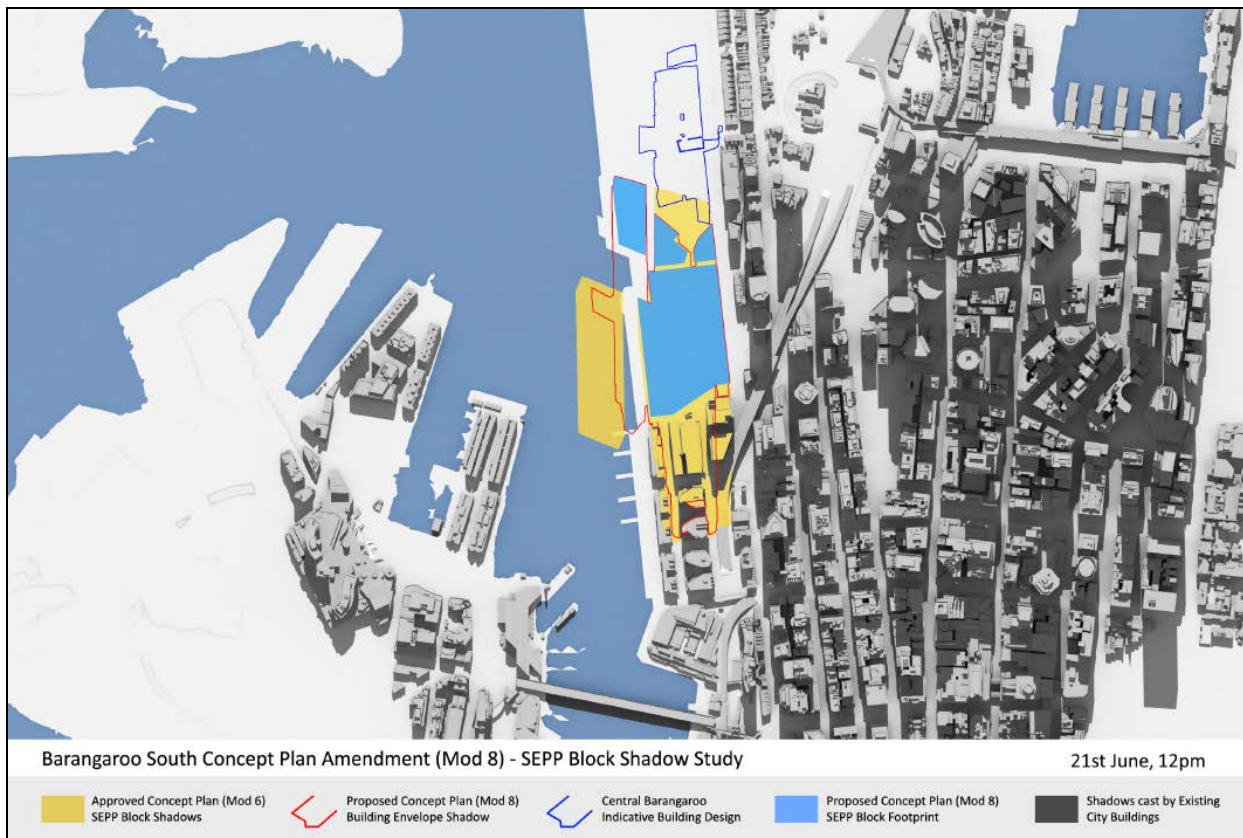 Barangaroo South Concept Plan Amendment (Mod 8) - SEPP Block Shadow Study
21st June, 12pm
Approved Concept Plan (Mod 6)
SEPP Block Shadows
Proposed Concept Plan (Mod 8)
Building Envelope Shadow
Central Barangaroo
Indicative Building Design
Proposed Concept Plan (Mod 8)
SEPP Block Footprint
Shadows cast by Existing
City Buildings